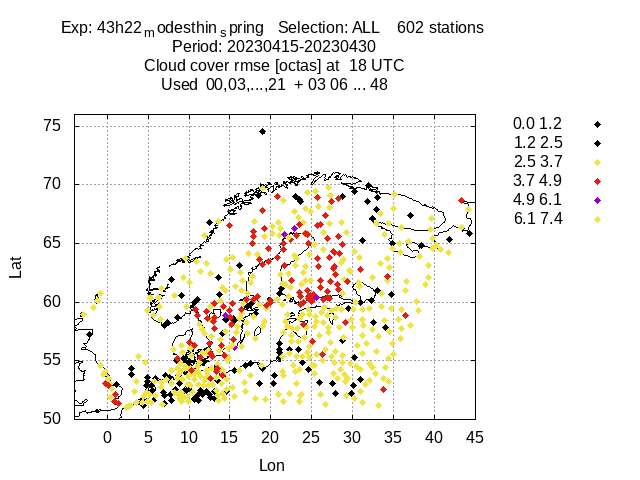 Exp: 43h22modesthinspring Selection: ALL 602 stations
Period: 20230415-20230430
Cloud cover rmse [octas] at 18 UTC
Used 00,03,...,21 + 03 06 ... 48
0.0 1.2
1.2 2.5
2.5 3.7
3.7 4.9
4.9 6.1
6.1 7.4
75
70
65
60
55
50
Lat
0 5 10 15 20 25 30 35 40 45
Lon